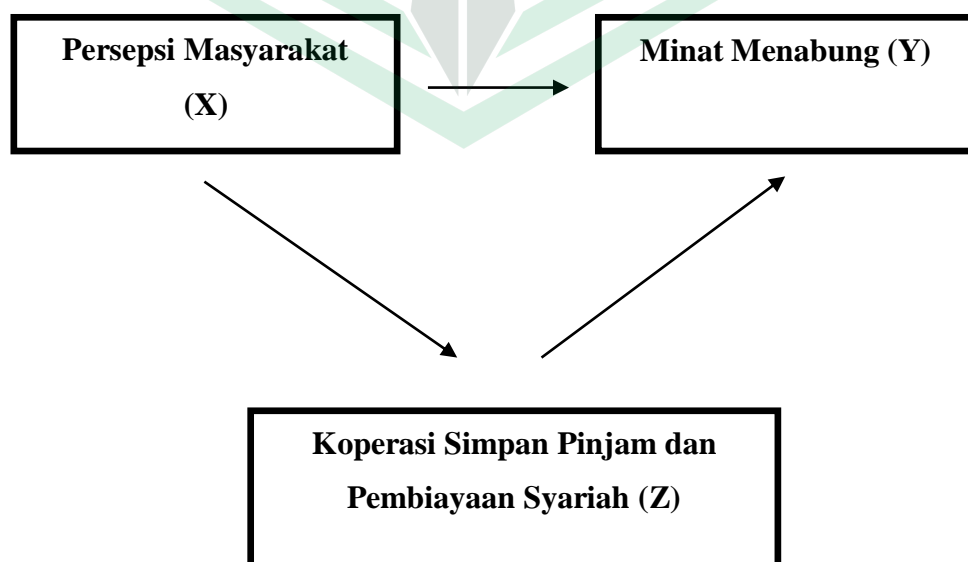 Persepsi Masyarakat
(X)
Minat Menabung (Y)
Koperasi Simpan Pinjam dan
Pembiayaan Syariah (Z)